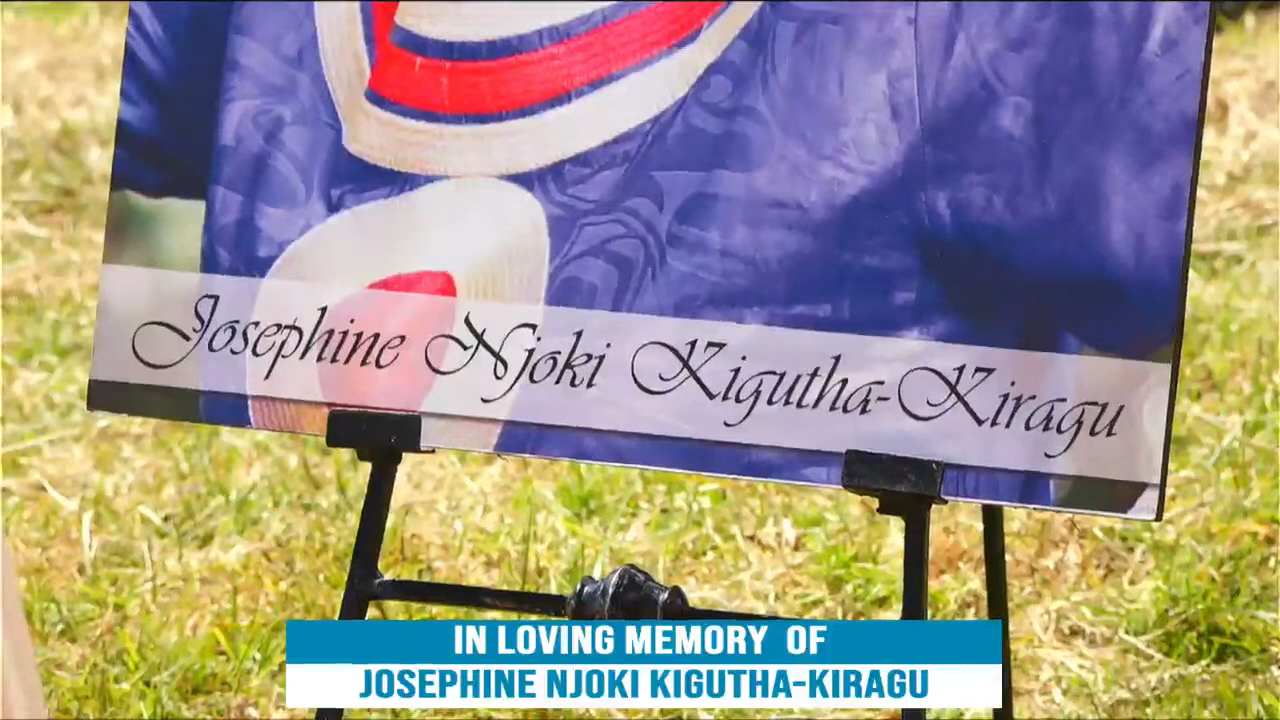 Josephine Njoki Kigutha-Kiragu
IN LOVING MEMORY OF
JOSEPHINE NJOKI KIGUTHA-KIRAGU